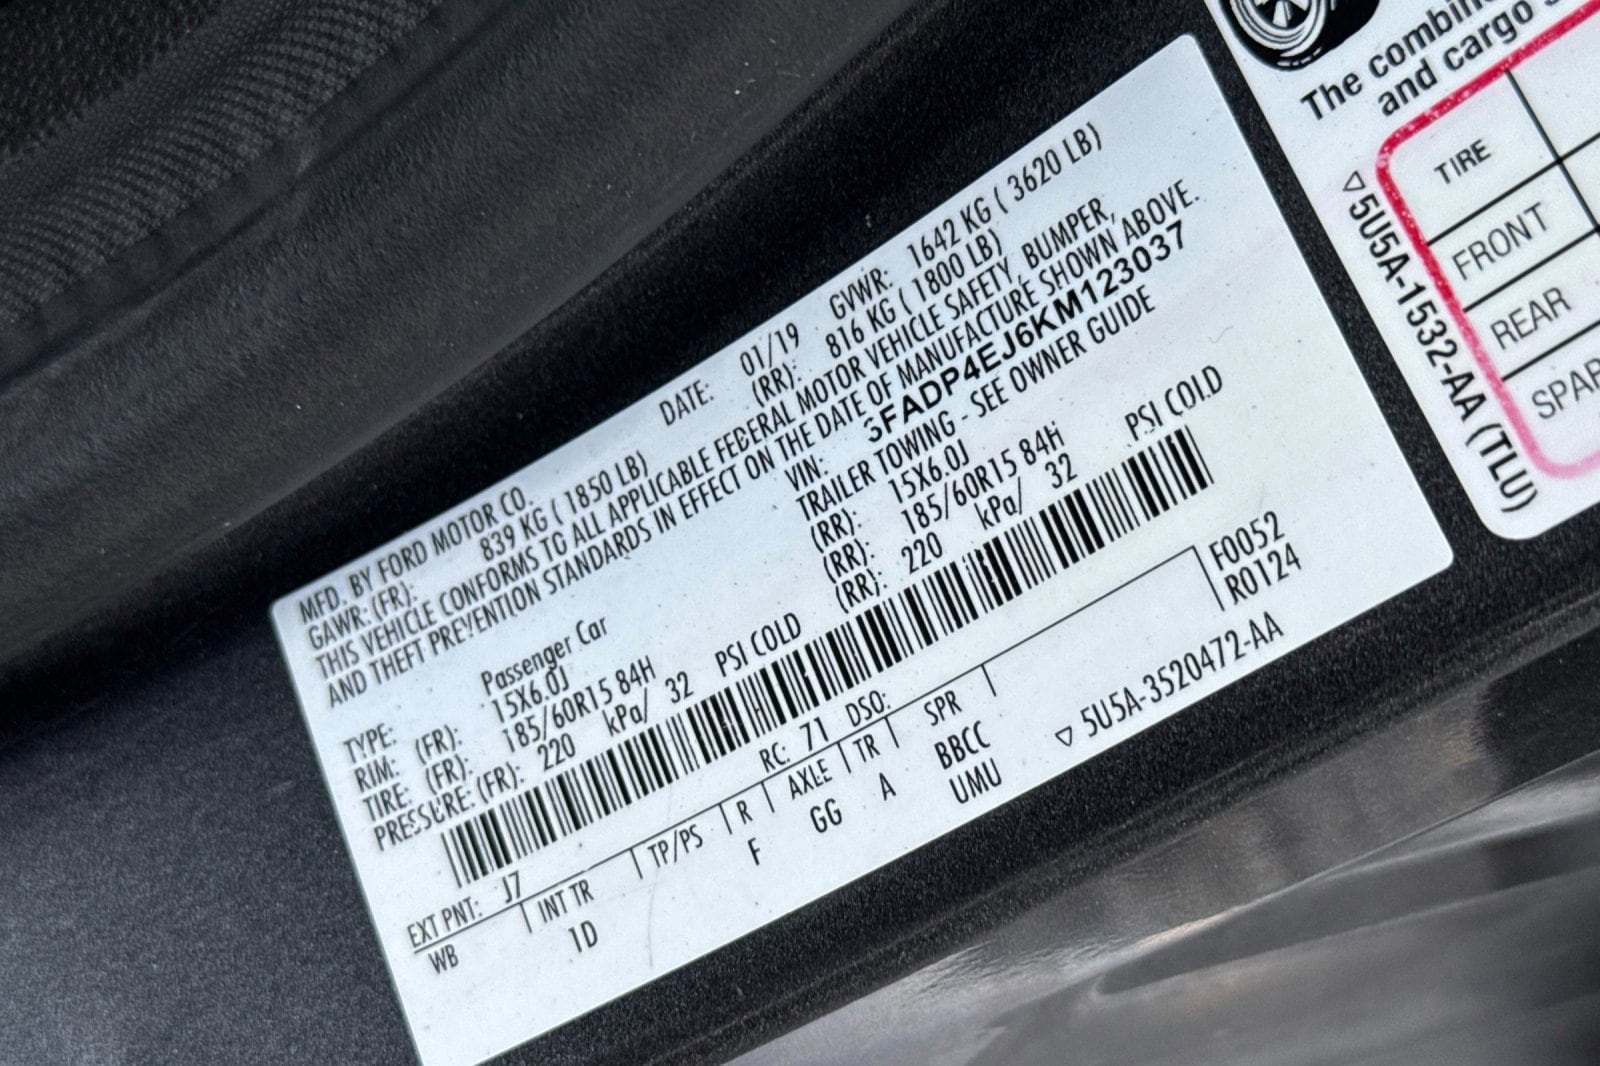 MFD. BY FORD MOTOR CO. DATE: 01/19 GVWR: 1642 KG ( 3620 LB)
GAWR:(FR): 839 KG ( 1850 LB) (RR): 816 KG ( 1800 LB)
THIS VEHICLE CONFORMS TO ALL APPLICABLE FEDERAL MOTOR VEHICLE SAFETY, BUMPER,
AND THEFT PREVENTION STANDARDS IN EFFECT ON THE DATE OF MANUFACTURE SHOWN ABOVE.
VIN: 3FADP4EJ6KM123037
TYPE: Passenger Car TRAILER TOWING - SEE OWNER GUIDE
RIM: (FR): 15X6.0J (RR): 15X6.0J
TIRE: (FR): 185/60R15 84H (RR): 185/60R15 84H
PRESSURE: (FR): 220 kPa/ 32 PSI COLD (RR): 220 kPa/ 32 PSI COLD
EXT PNT: J7 RC: 71 DSO: F0052
WB INT TR TP/PS R AXLE TR SPR R0124
1D F GG A BBCC
UMU
▽ 5U5A-3520472-AA
The combin
and cargo
TIRE
FRONT
REAR
SPAR
▽ 5U5A-1532-AA (TLU)